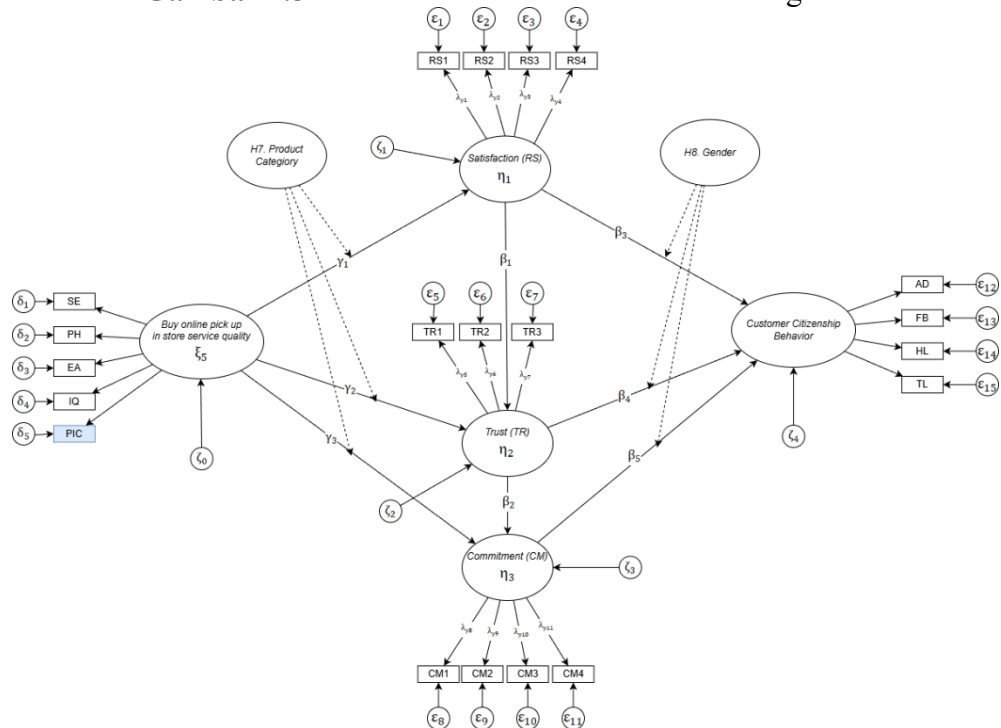 ε1
ε2
ε3
ε4
RS1
RS2
RS3
RS4
λy1
λy2
λy3
λy4
H7. Product
Categiory
ζ1
Satisfaction (RS)
η1
H8. Gender
γ1
β1
β3
δ1
SE
δ2
PH
δ3
EA
δ4
IQ
δ5
PIC
Buy online pick up
in store service quality
ξ5
ζ0
ε5
ε6
ε7
TR1
TR2
TR3
λy5
λy6
λy7
Customer Citizenship
Behavior
AD
ε12
FB
ε13
HL
ε14
TL
ε15
ζ4
γ2
γ3
β4
β5
Trust (TR)
η2
ζ2
β2
Commitment (CM)
η3
ζ3
λy8
λy9
λy10
λy11
CM1
CM2
CM3
CM4
ε8
ε9
ε10
ε11